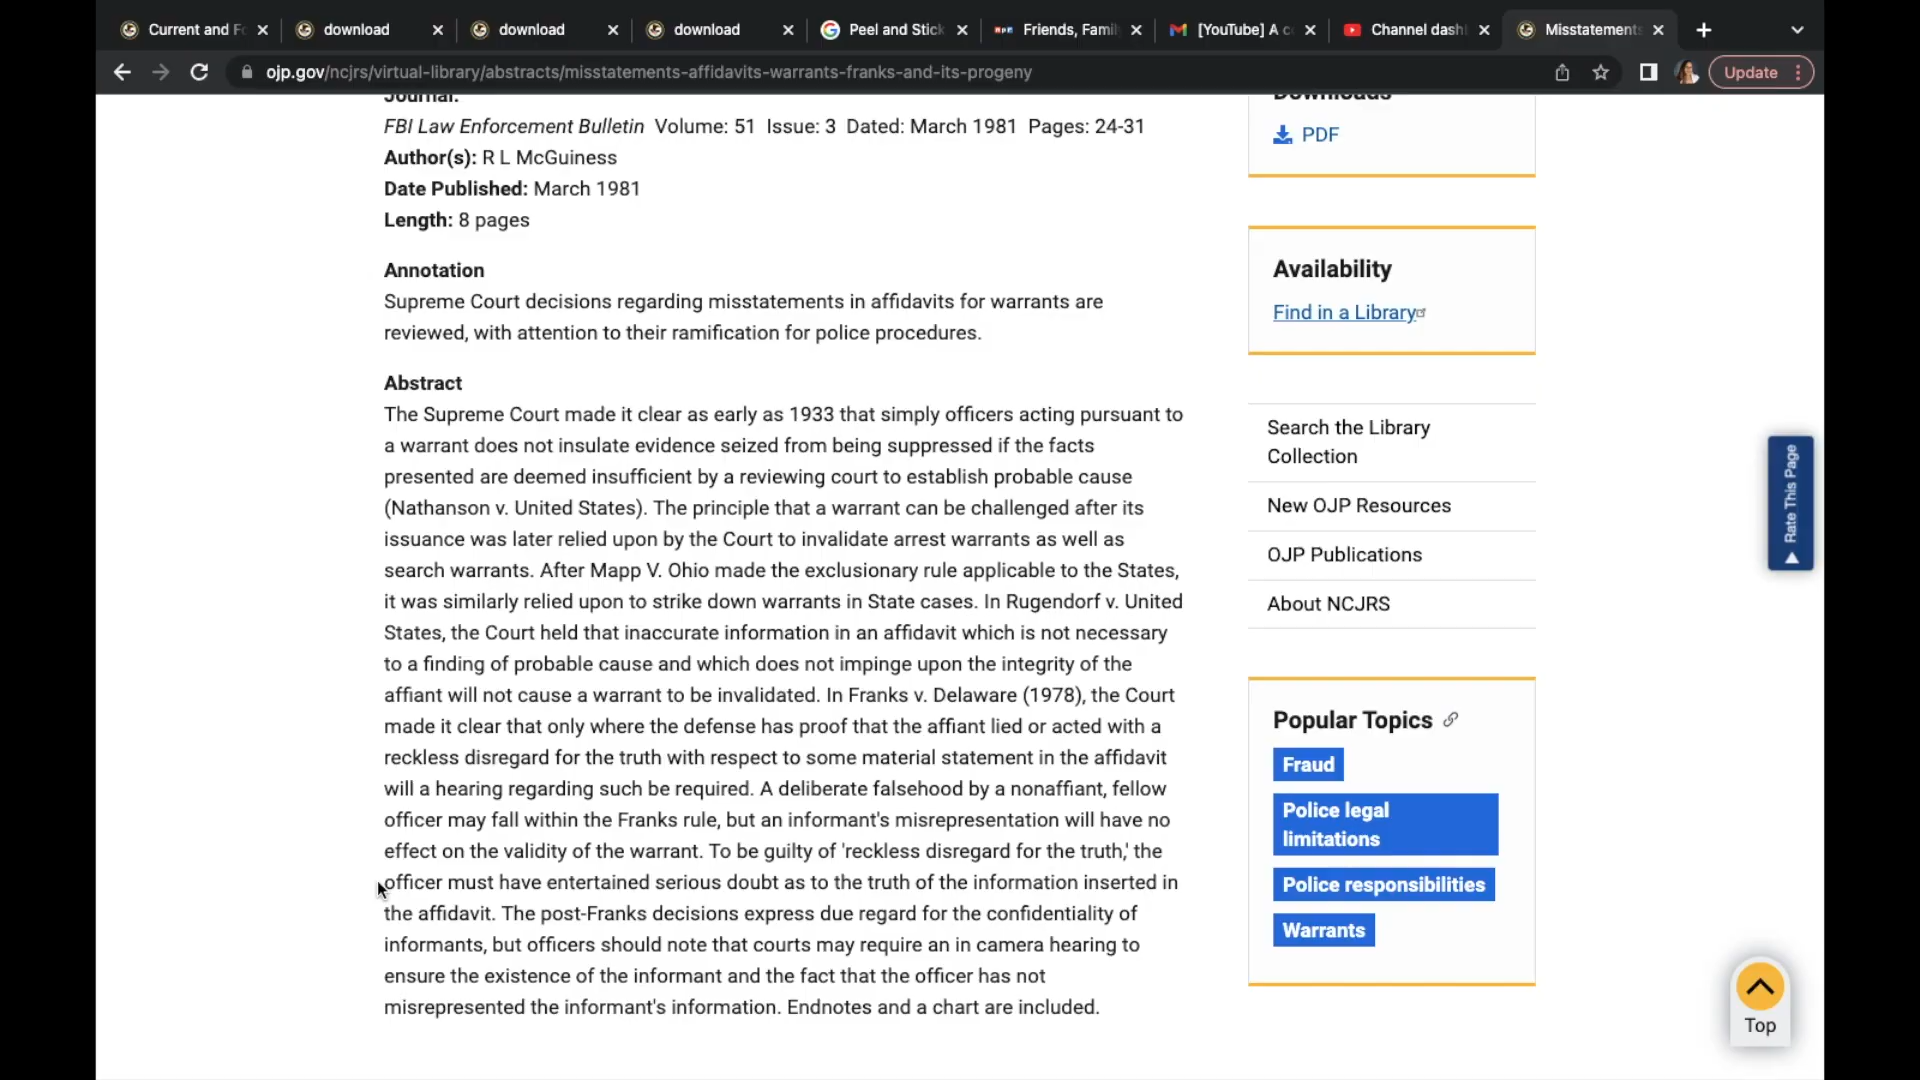 Current and Fo
download
download
download
Peel and Stick
npr Friends, Famil
[YouTube] A co
Channel dash
Misstatements
ojp.gov/ncjrs/virtual-library/abstracts/misstatements-affidavits-warrants-franks-and-its-progeny
Update
Journal:
FBI Law Enforcement Bulletin Volume: 51 Issue: 3 Dated: March 1981 Pages: 24-31
Author(s): R L McGuiness
Date Published: March 1981
Length: 8 pages
Annotation
Supreme Court decisions regarding misstatements in affidavits for warrants are
reviewed, with attention to their ramification for police procedures.
Abstract
The Supreme Court made it clear as early as 1933 that simply officers acting pursuant to
a warrant does not insulate evidence seized from being suppressed if the facts
presented are deemed insufficient by a reviewing court to establish probable cause
(Nathanson v. United States). The principle that a warrant can be challenged after its
issuance was later relied upon by the Court to invalidate arrest warrants as well as
search warrants. After Mapp V. Ohio made the exclusionary rule applicable to the States,
it was similarly relied upon to strike down warrants in State cases. In Rugendorf v. United
States, the Court held that inaccurate information in an affidavit which is not necessary
to a finding of probable cause and which does not impinge upon the integrity of the
affiant will not cause a warrant to be invalidated. In Franks v. Delaware (1978), the Court
made it clear that only where the defense has proof that the affiant lied or acted with a
reckless disregard for the truth with respect to some material statement in the affidavit
will a hearing regarding such be required. A deliberate falsehood by a nonaffiant, fellow
officer may fall within the Franks rule, but an informant's misrepresentation will have no
effect on the validity of the warrant. To be guilty of 'reckless disregard for the truth,' the
officer must have entertained serious doubt as to the truth of the information inserted in
the affidavit. The post-Franks decisions express due regard for the confidentiality of
informants, but officers should note that courts may require an in camera hearing to
ensure the existence of the informant and the fact that the officer has not
misrepresented the informant's information. Endnotes and a chart are included.
Downloads
PDF
Availability
Find in a Library
Search the Library
Collection
New OJP Resources
OJP Publications
About NCJRS
Popular Topics
Fraud
Police legal
limitations
Police responsibilities
Warrants
Rate This Page
Top